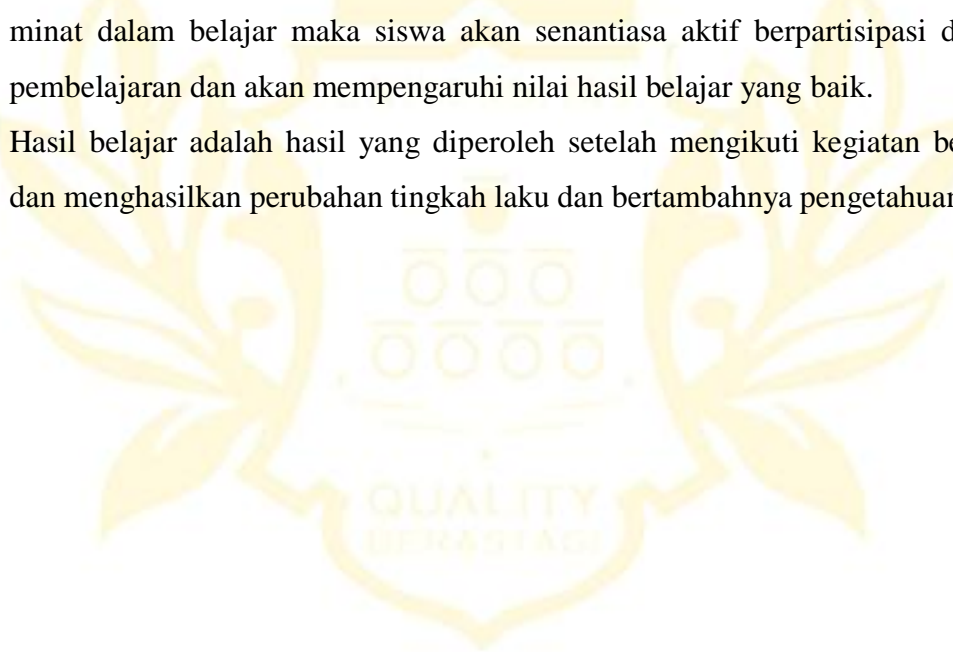 minat dalam belajar maka siswa akan senantiasa aktif berpartisipasi d
pembelajaran dan akan mempengaruhi nilai hasil belajar yang baik.
Hasil belajar adalah hasil yang diperoleh setelah mengikuti kegiatan be
dan menghasilkan perubahan tingkah laku dan bertambahnya pengetahuan
QUALITY
BERASTAGI